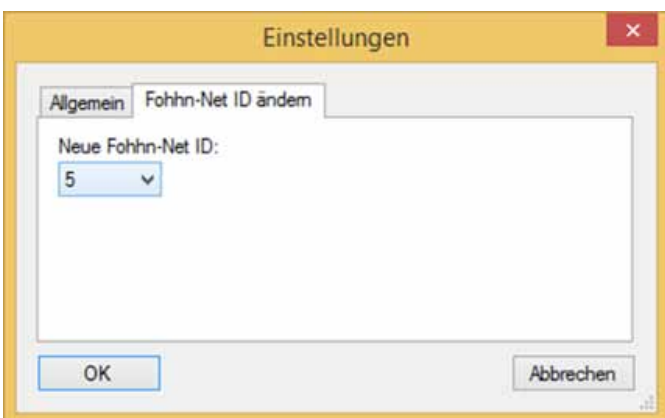 Einstellungen
Allgemein Fohhn-Net ID ändern
Neue Fohhn-Net ID:
5
OK Abbrechen